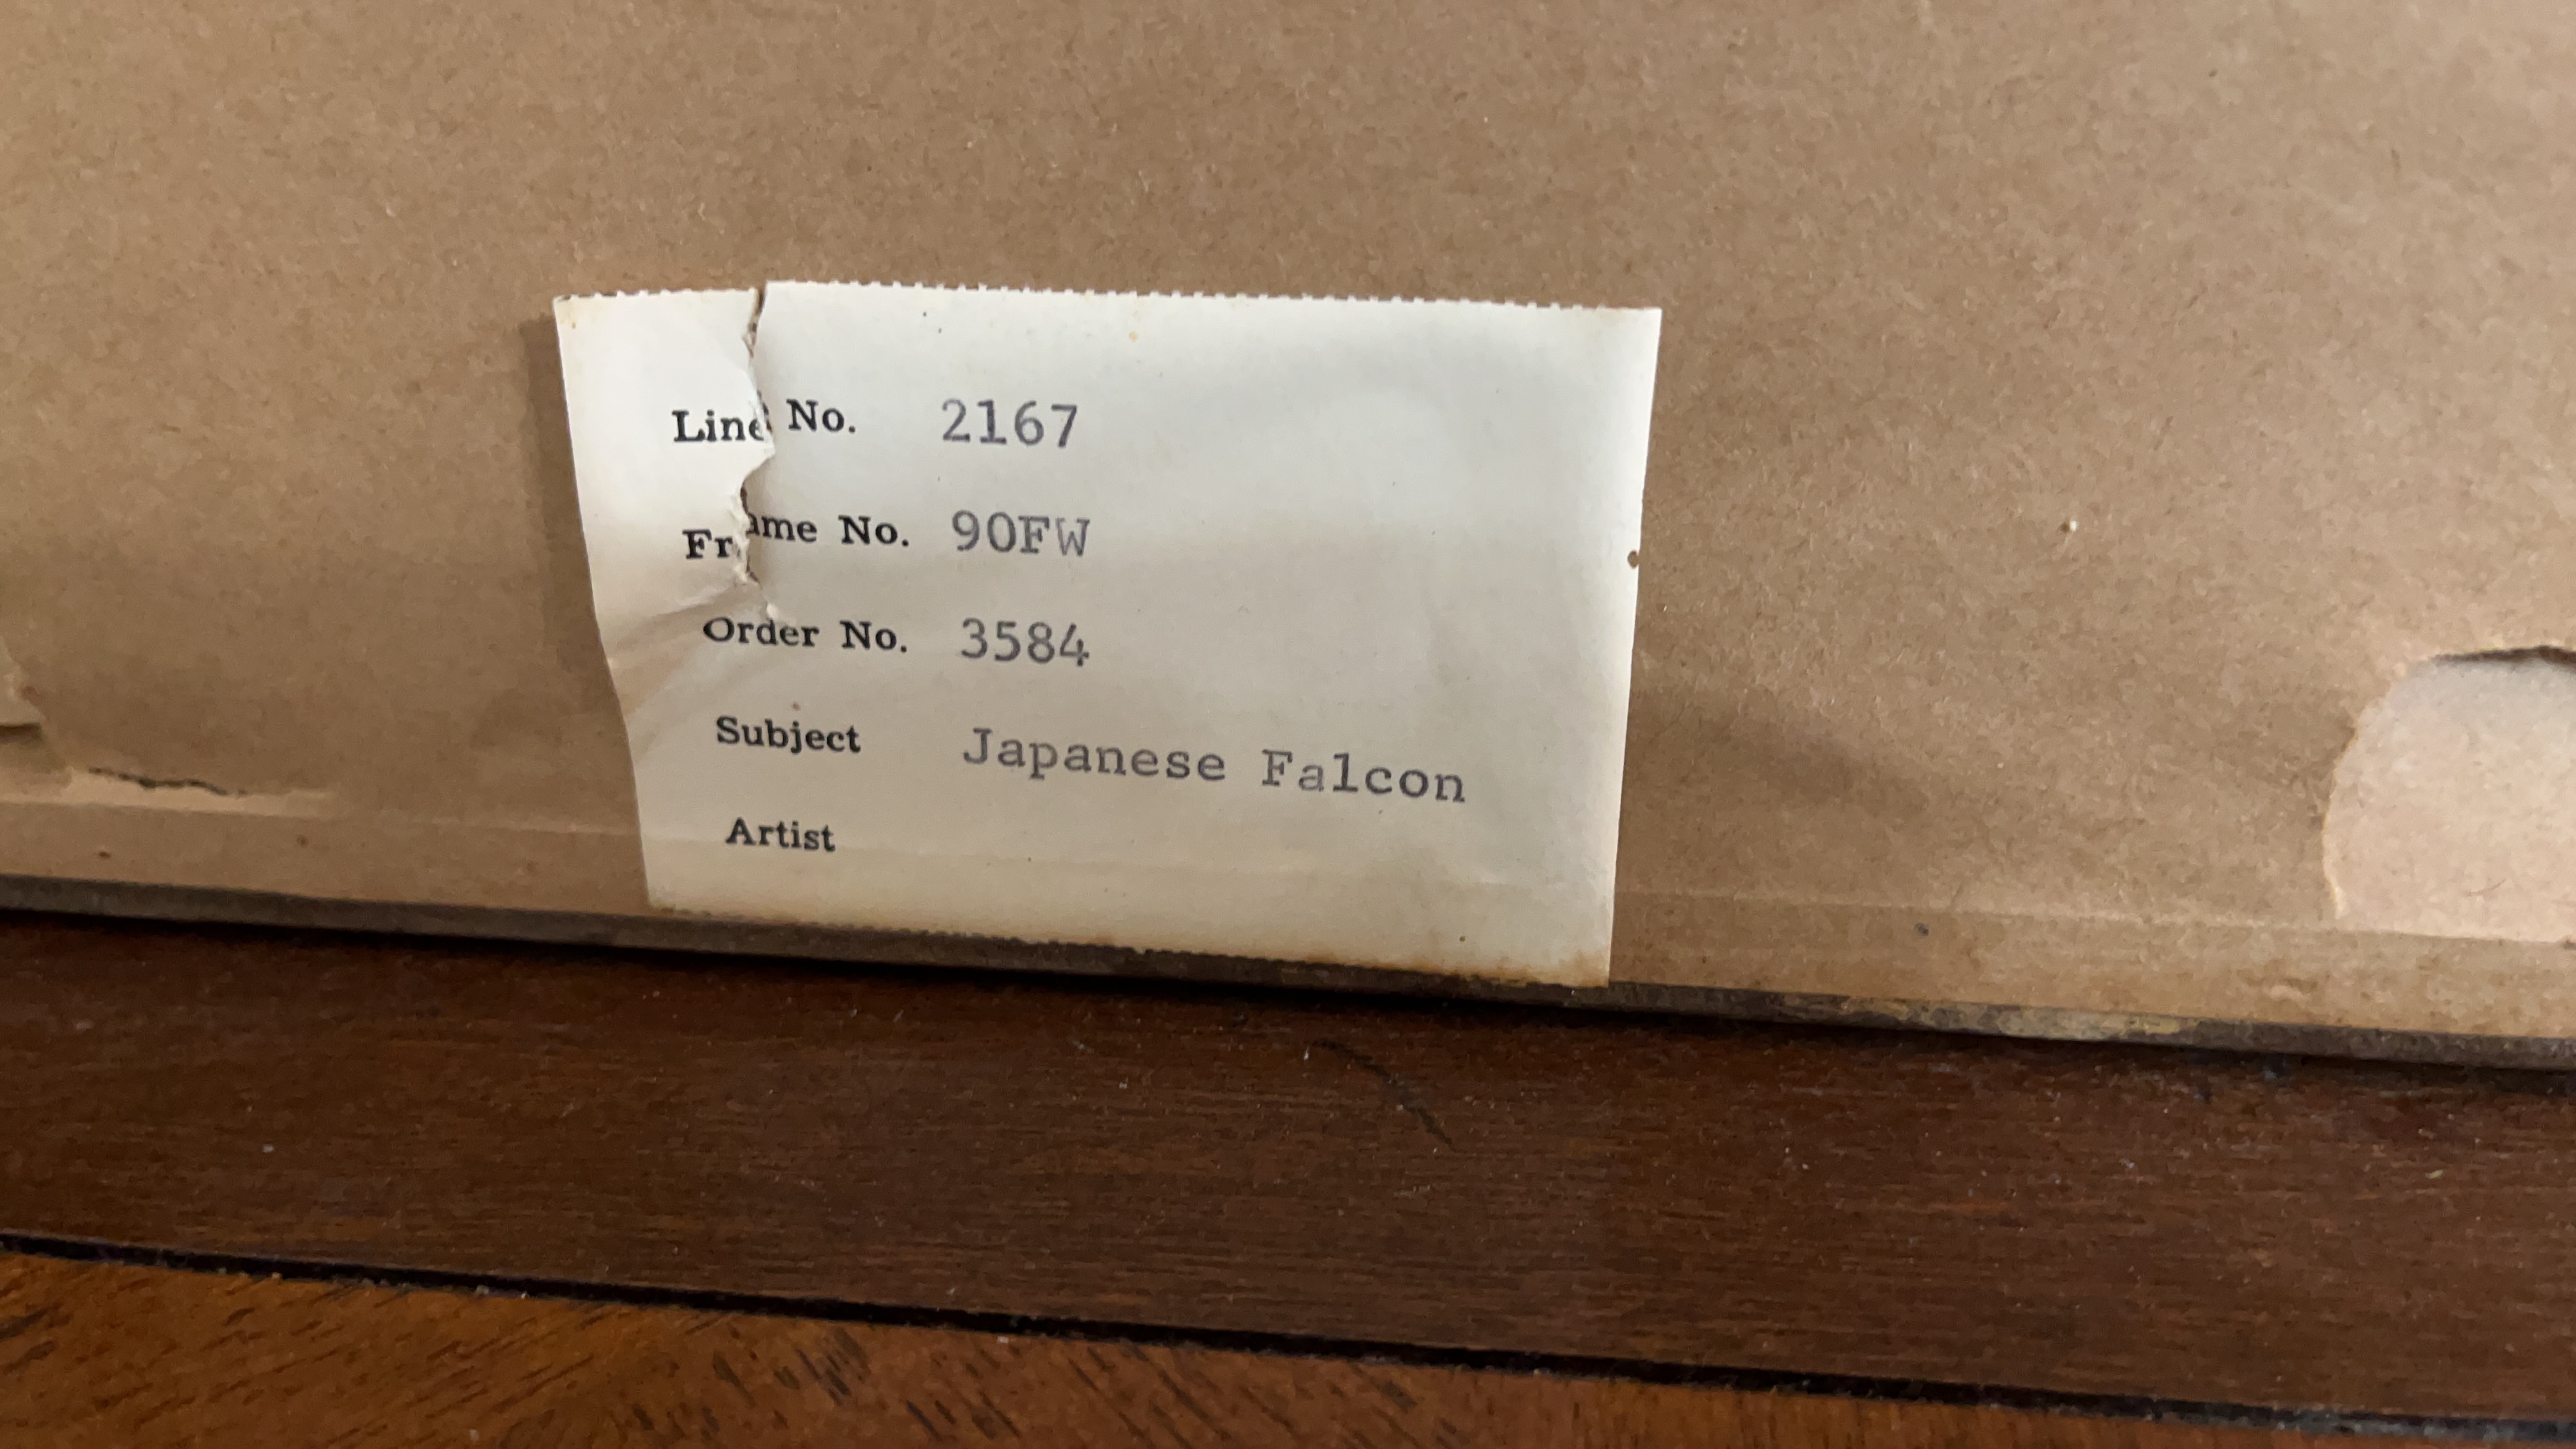 Line No. 2167
Frame No. 90FW
Order No. 3584
Subject Japanese Falcon
Artist